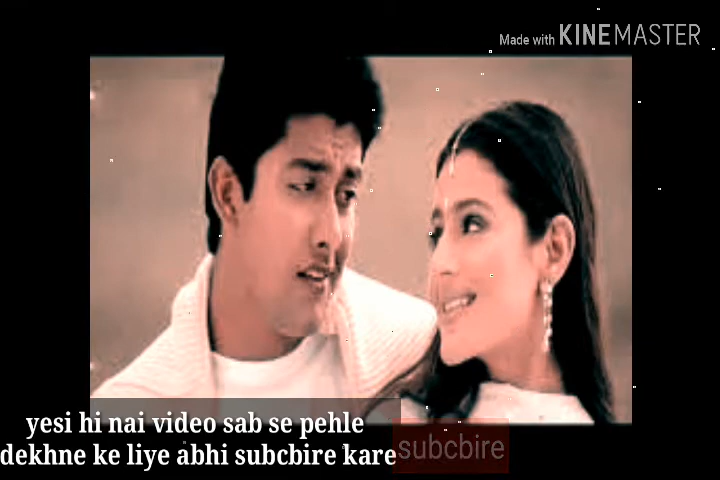 Made with KINEMASTER
yesi hi nai video sab se pehle
dekhne ke liye abhi subcbire kare
subcbire